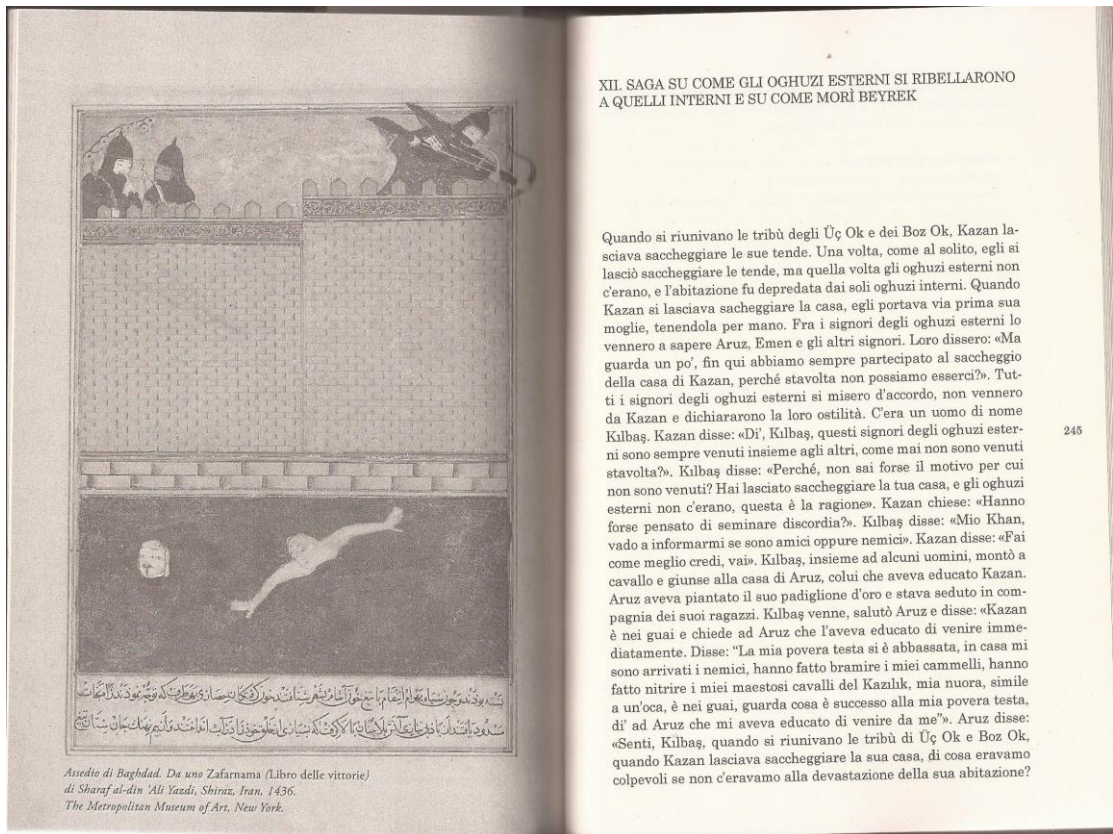 Assedio di Baghdad. Da uno Zafarnama (Libro delle vittorie)
di Sharaf al-din 'Ali Yazdi, Shiraz, Iran, 1436.
The Metropolitan Museum of Art, New York.
XII. SAGA SU COME GLI OGHUZI ESTERNI SI RIBELLARONO
A QUELLI INTERNI E SU COME MORÌ BEYREK
Quando si riunivano le tribù degli Üç Ok e dei Boz Ok, Kazan la-
sciava saccheggiare le sue tende. Una volta, come al solito, egli si
lasciò saccheggiare le tende, ma quella volta gli oghuzi esterni non
c'erano, e l'abitazione fu depredata dai soli oghuzi interni. Quando
Kazan si lasciava sacheggiare la casa, egli portava via prima sua
moglie, tenendola per mano. Fra i signori degli oghuzi esterni lo
vennero a sapere Aruz, Emen e gli altri signori. Loro dissero: «Ma
guarda un po', fin qui abbiamo sempre partecipato al saccheggio
della casa di Kazan, perché stavolta non possiamo esserci?». Tut-
ti i signori degli oghuzi esterni si misero d'accordo, non vennero
da Kazan e dichiararono la loro ostilità. C'era un uomo di nome
Kılbaş. Kazan disse: «Di', Kılbaş, questi signori degli oghuzi ester-
ni sono sempre venuti insieme agli altri, come mai non sono venuti
stavolta?». Kılbaş disse: «Perché, non sai forse il motivo per cui
non sono venuti? Hai lasciato saccheggiare la tua casa, e gli oghuzi
esterni non c'erano, questa è la ragione». Kazan chiese: «Hanno
forse pensato di seminare discordia?». Kılbaş disse: «Mio Khan,
vado a informarmi se sono amici oppure nemici». Kazan disse: «Fai
come meglio credi, vai». Kılbaş, insieme ad alcuni uomini, montò a
cavallo e giunse alla casa di Aruz, colui che aveva educato Kazan.
Aruz aveva piantato il suo padiglione d'oro e stava seduto in com-
pagnia dei suoi ragazzi. Kılbaş venne, salutò Aruz e disse: «Kazan
è nei guai e chiede ad Aruz che l'aveva educato di venire imme-
diatamente. Disse: "La mia povera testa si è abbassata, in casa mi
sono arrivati i nemici, hanno fatto bramire i miei cammelli, hanno
fatto nitrire i miei maestosi cavalli del Kazılık, mia nuora, simile
a un'oca, è nei guai, guarda cosa è successo alla mia povera testa,
di' ad Aruz che mi aveva educato di venire da me"». Aruz disse:
«Senti, Kılbaş, quando si riunivano le tribù di Üç Ok e Boz Ok,
quando Kazan lasciava saccheggiare la sua casa, di cosa eravamo
colpevoli se non c'eravamo alla devastazione della sua abitazione?
245